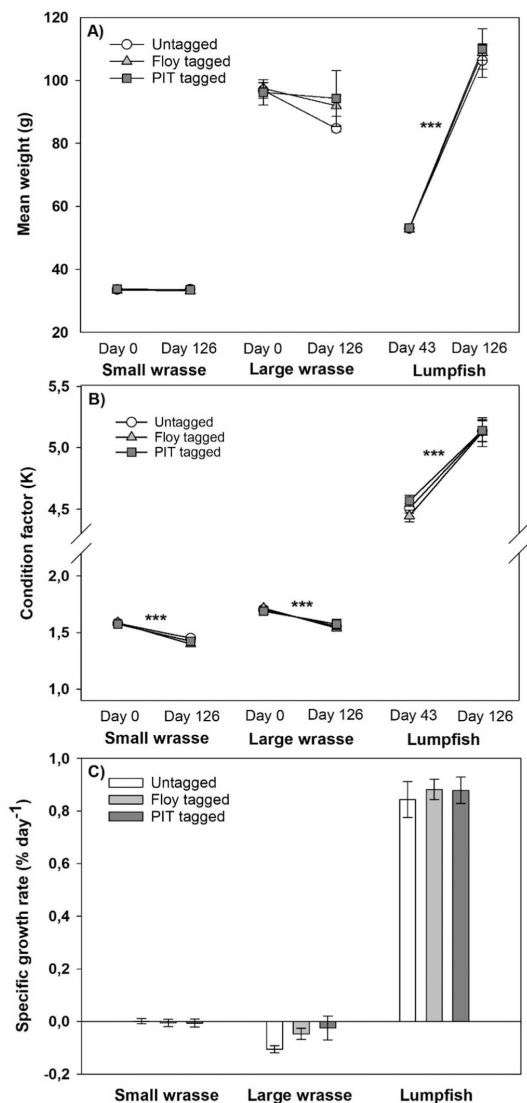 A)
Untagged
Floy tagged
PIT tagged
Mean weight (g)
120
100
80
60
40
20
***
Day 0 Day 126 Day 0 Day 126 Day 43 Day 126
Small wrasse Large wrasse Lumpfish
B)
Untagged
Floy tagged
PIT tagged
Condition factor (K)
5,5
5,0
4,5
2,0
1,5
1,0
***
*** ***
Day 0 Day 126 Day 0 Day 126 Day 43 Day 126
Small wrasse Large wrasse Lumpfish
C)
Untagged
Floy tagged
PIT tagged
Specific growth rate (% day-1)
1,0
0,8
0,6
0,4
0,2
0,0
-0,2
Small wrasse Large wrasse Lumpfish